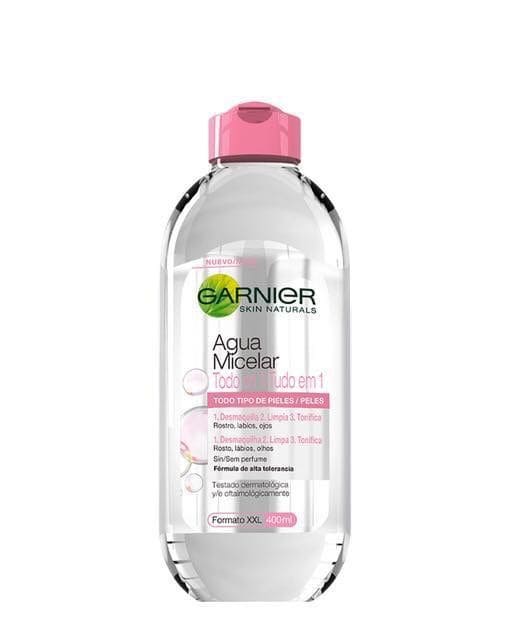 NUEVO/
GARNIER
SKIN NATURALS
Agua
Micelar
Todo en 1 Tudo em 1
TODO TIPO DE PIELES / PELES
1. Desmaquilla 2. Limpia 3. Tonifica
Rostro, labios, ojos
1. Desmaquilha 2. Limpa 3. Tonifica
Rosto, lábios, olhos
Sin/Sem perfume
Fórmula de alta tolerancia
Testado dermatológica
y/e oftalmológicamente
Formato XXL 400ml